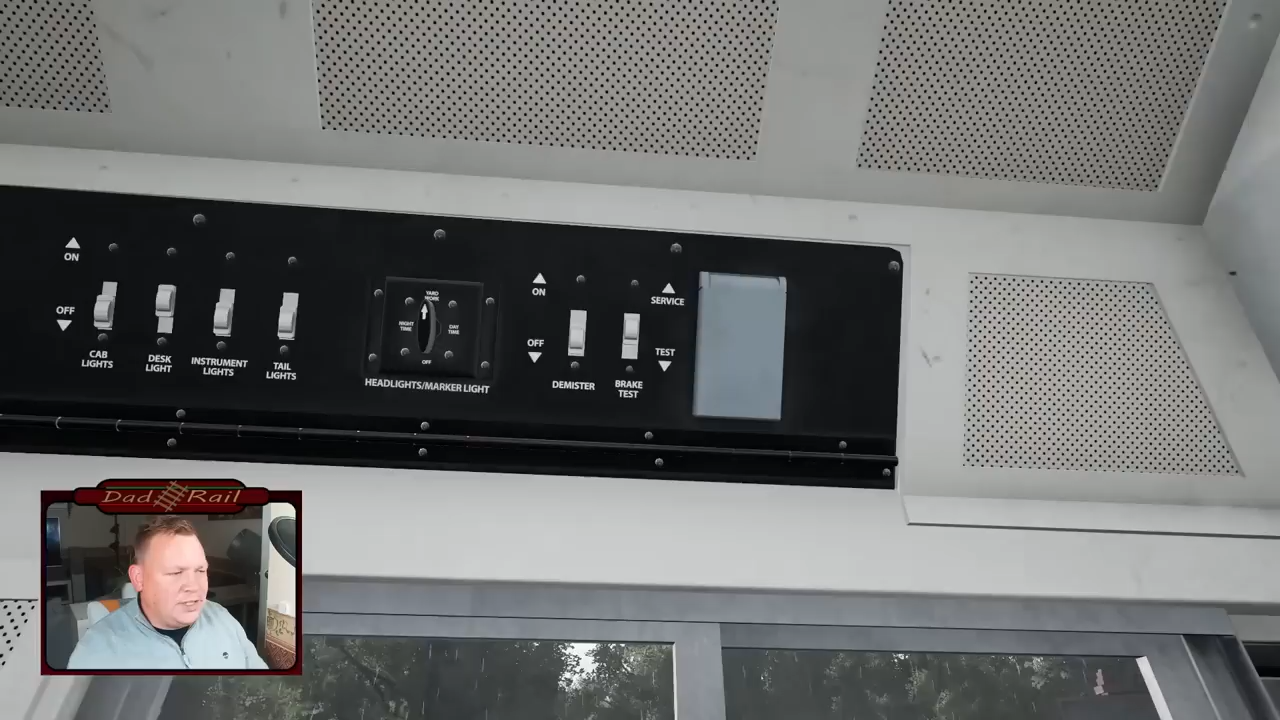 ON
OFF
CAB
LIGHTS
DESK
LIGHT
INSTRUMENT
LIGHTS
TAIL
LIGHTS
YARD
WORK
NIGHT
TIME
DAY
TIME
OFF
HEADLIGHTS/MARKER LIGHT
ON
OFF
DEMISTER
SERVICE
TEST
BRAKE
TEST
Dad Rail